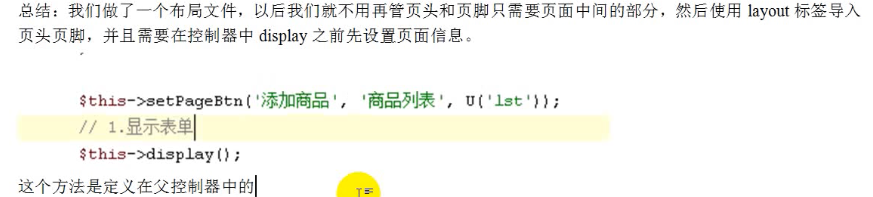 总结：我们做了一个布局文件，以后我们就不用再管页头和页脚只需要页面中间的部分，然后使用 layout 标签导入
页头页脚，并且需要在控制器中 display 之前先设置页面信息。
$this->setPageBtn('添加商品', '商品列表', U('lst'));
// 1.显示表单
$this->display();
这个方法是定义在父控制器中的